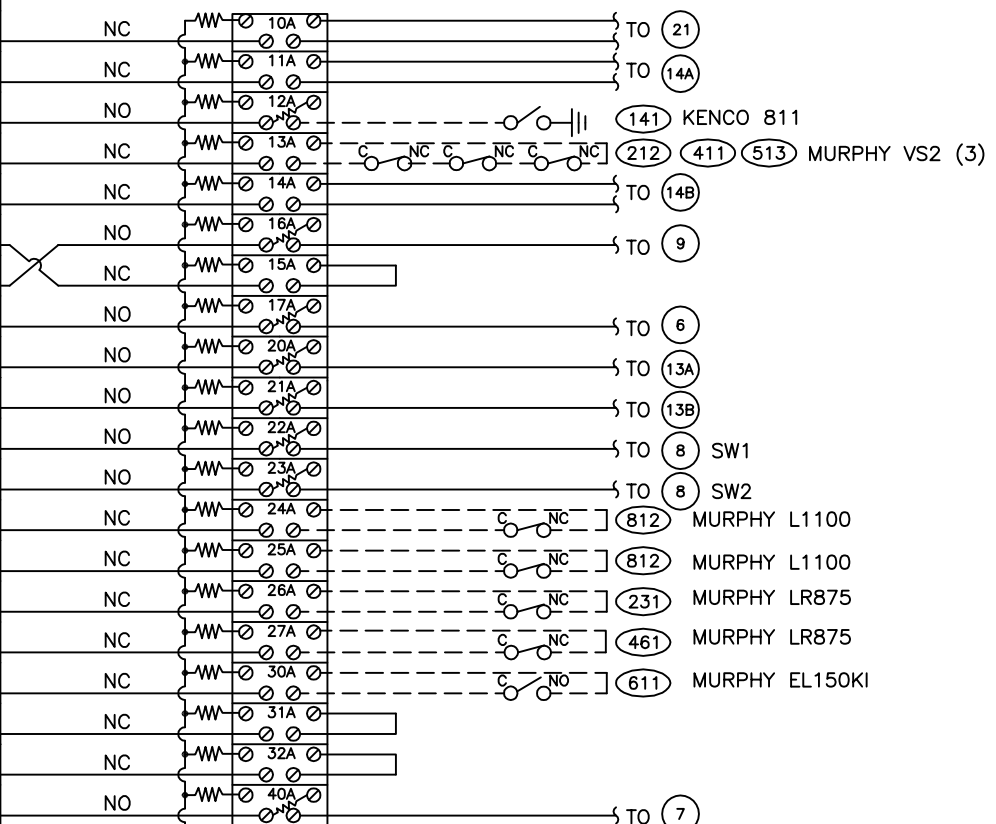 NC 10A TO 21
NC 11A TO 14A
NO 12A 141 KENCO 811
NC 13A C NC C NC C NC 212 411 513 MURPHY VS2 (3)
NC 14A TO 14B
NO 16A TO 9
NC 15A
NO 17A TO 6
NO 20A TO 13A
NO 21A TO 13B
NO 22A TO 8 SW1
NO 23A TO 8 SW2
NC 24A C NC 812 MURPHY L1100
NC 25A C NC 812 MURPHY L1100
NC 26A C NC 231 MURPHY LR875
NC 27A C NC 461 MURPHY LR875
NC 30A C NO 611 MURPHY EL150KI
NC 31A
NC 32A
NO 40A TO 7